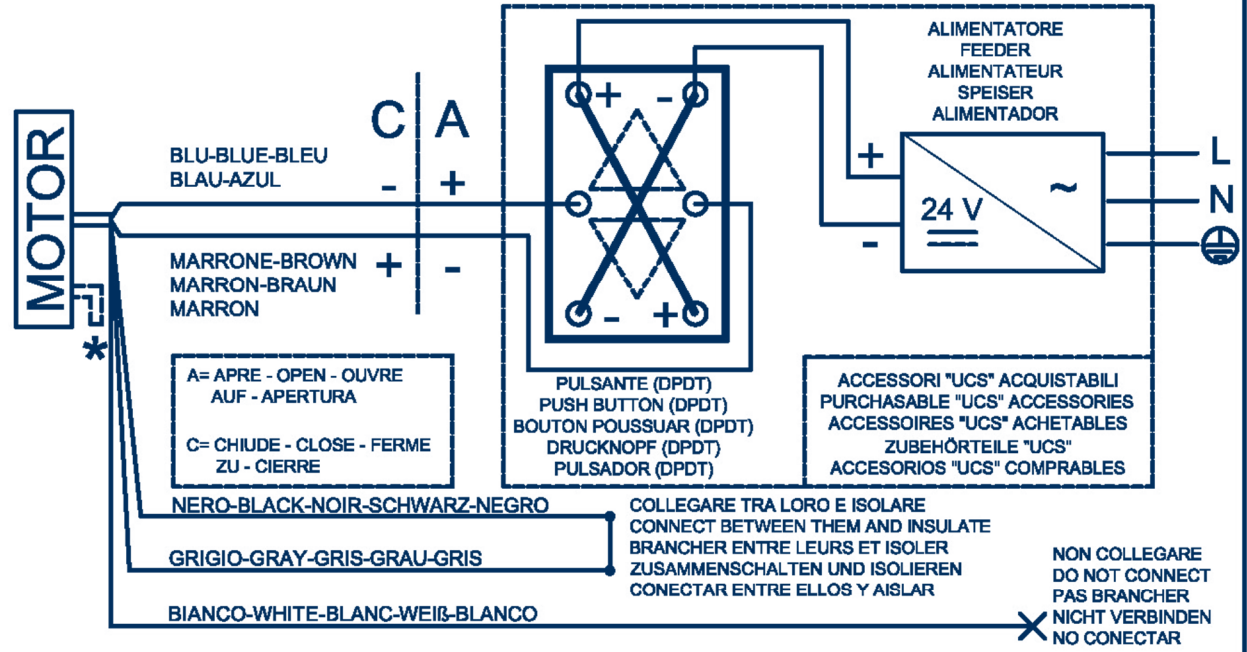 ALIMENTATORE
FEEDER
ALIMENTATEUR
SPEISER
ALIMENTADOR
C A
+ -
MOTOR
BLU-BLUE-BLEU
BLAU-AZUL
- +
+
-
24 V
~
L
N
MARRONE-BROWN
MARRON-BRAUN
MARRON
+ -
- +
*
A= APRE - OPEN - OUVRE
AUF - APERTURA
C= CHIUDE - CLOSE - FERME
ZU - CIERRE
PULSANTE (DPDT)
PUSH BUTTON (DPDT)
BOUTON POUSSUAR (DPDT)
DRUCKNOPF (DPDT)
PULSADOR (DPDT)
ACCESSORI "UCS" ACQUISTABILI
PURCHASABLE "UCS" ACCESSORIES
ACCESSOIRES "UCS" ACHETABLES
ZUBEHÖRTEILE "UCS"
ACCESORIOS "UCS" COMPRABLES
NERO-BLACK-NOIR-SCHWARZ-NEGRO
GRIGIO-GRAY-GRIS-GRAU-GRIS
COLLEGARE TRA LORO E ISOLARE
CONNECT BETWEEN THEM AND INSULATE
BRANCHER ENTRE LEURS ET ISOLER
ZUSAMMENSCHALTEN UND ISOLIEREN
CONECTAR ENTRE ELLOS Y AISLAR
BIANCO-WHITE-BLANC-WEIß-BLANCO
NON COLLEGARE
DO NOT CONNECT
PAS BRANCHER
NICHT VERBINDEN
NO CONECTAR